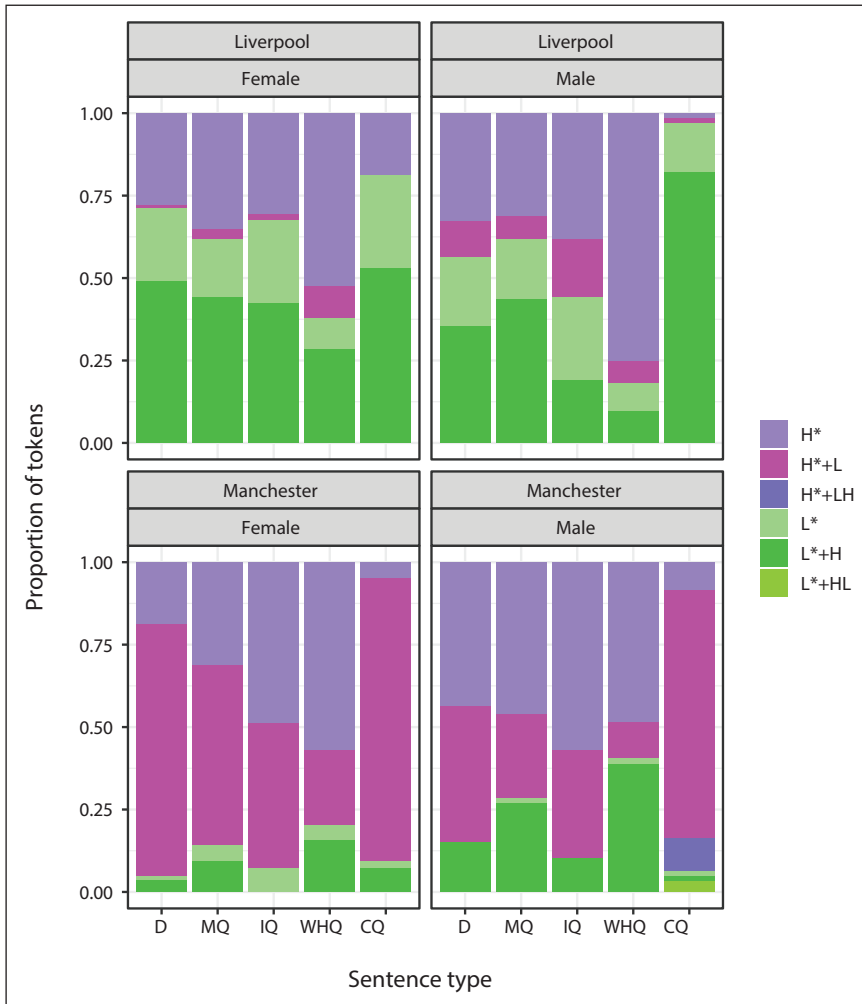 Liverpool
Liverpool
Female
Male
1.00
0.75
0.50
0.25
0.00
Manchester
Manchester
Female
Male
1.00
0.75
0.50
0.25
0.00
D MQ IQ WHQ CQ
D MQ IQ WHQ CQ
Sentence type
Proportion of tokens
H*
H*+L
H*+LH
L*
L*+H
L*+HL